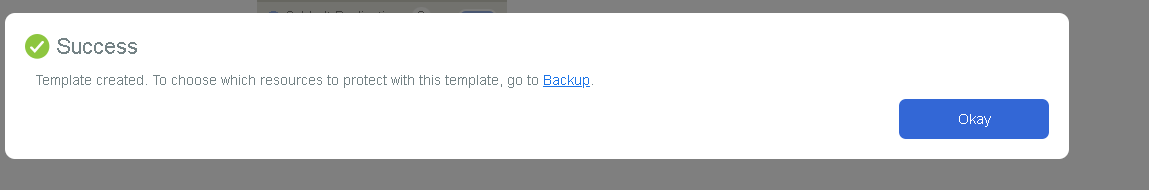 Success
Template created. To choose which resources to protect with this template, go to Backup.
Okay